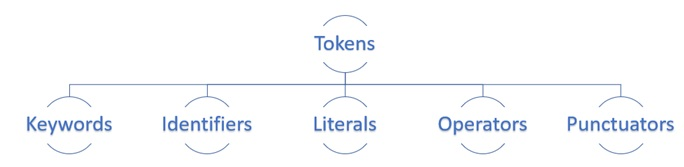 Tokens
Keywords Identifiers Literals Operators Punctuators